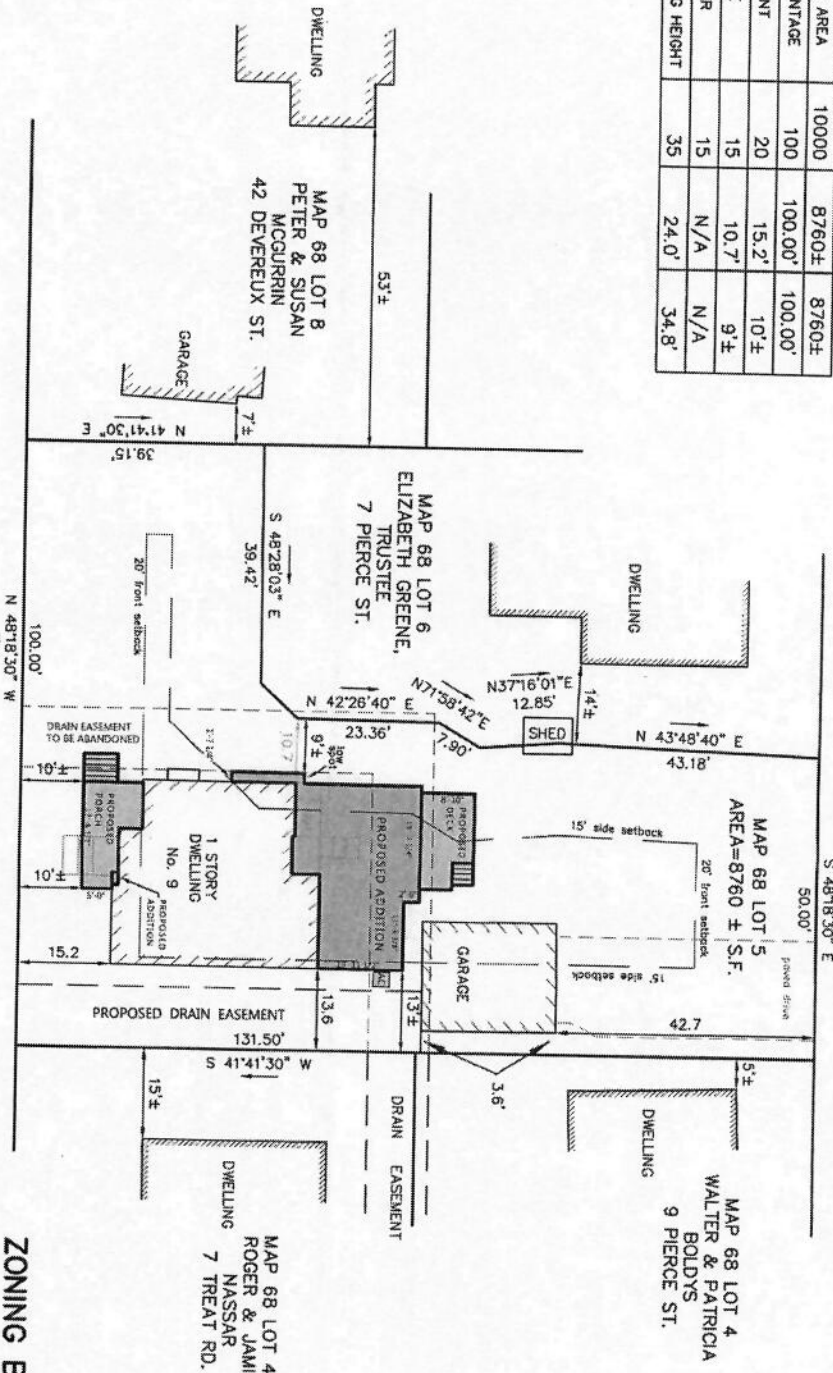 AREA 10000 8760± 8760±
NTAGE 100 100.00' 100.00'
NT 20 15.2' 10'±
15 10.7' 9'±
R 15 N/A N/A
G HEIGHT 35 24.0' 34.8'
DWELLING
53'±
MAP 68 LOT 8
PETER & SUSAN
MCGURRIN
42 DEVEREUX ST.
GARAGE
7'±
N 41°41'30" E
39.15'
MAP 68 LOT 6
ELIZABETH GREENE,
TRUSTEE
7 PIERCE ST.
S 48°28'03" E
39.42'
DWELLING
14'±
SHED
N 42°26'40" E
23.36'
N71°58'42"E
7.90'
N37°16'01"E
12.85'
N 43°48'40" E
43.18'
S 48°18'30" E
50.00'
MAP 68 LOT 5
AREA=8760 ± S.F.
paved drive
20' front setback
15' side setback
20' front setback
15' side setback
10.7
9'±
low
spot
PROPOSED
DECK
PROPOSED ADDITION
GARAGE
42.7
3.6'
AC
13'±
13.6
1 STORY
DWELLING
No. 9
PROPOSED
ADDITION
PROPOSED
PORCH
5'-0"
DRAIN EASEMENT
TO BE ABANDONED
10'±
10'±
15.2
100.00'
N 48°18'30" W
PROPOSED DRAIN EASEMENT
131.50'
S 41°41'30" W
15'±
5'±
DRAIN EASEMENT
DWELLING
MAP 68 LOT 4
WALTER & PATRICIA
BOLDYS
9 PIERCE ST.
DWELLING
MAP 68 LOT 4
ROGER & JAMI
NASSAR
7 TREAT RD.
ZONING B